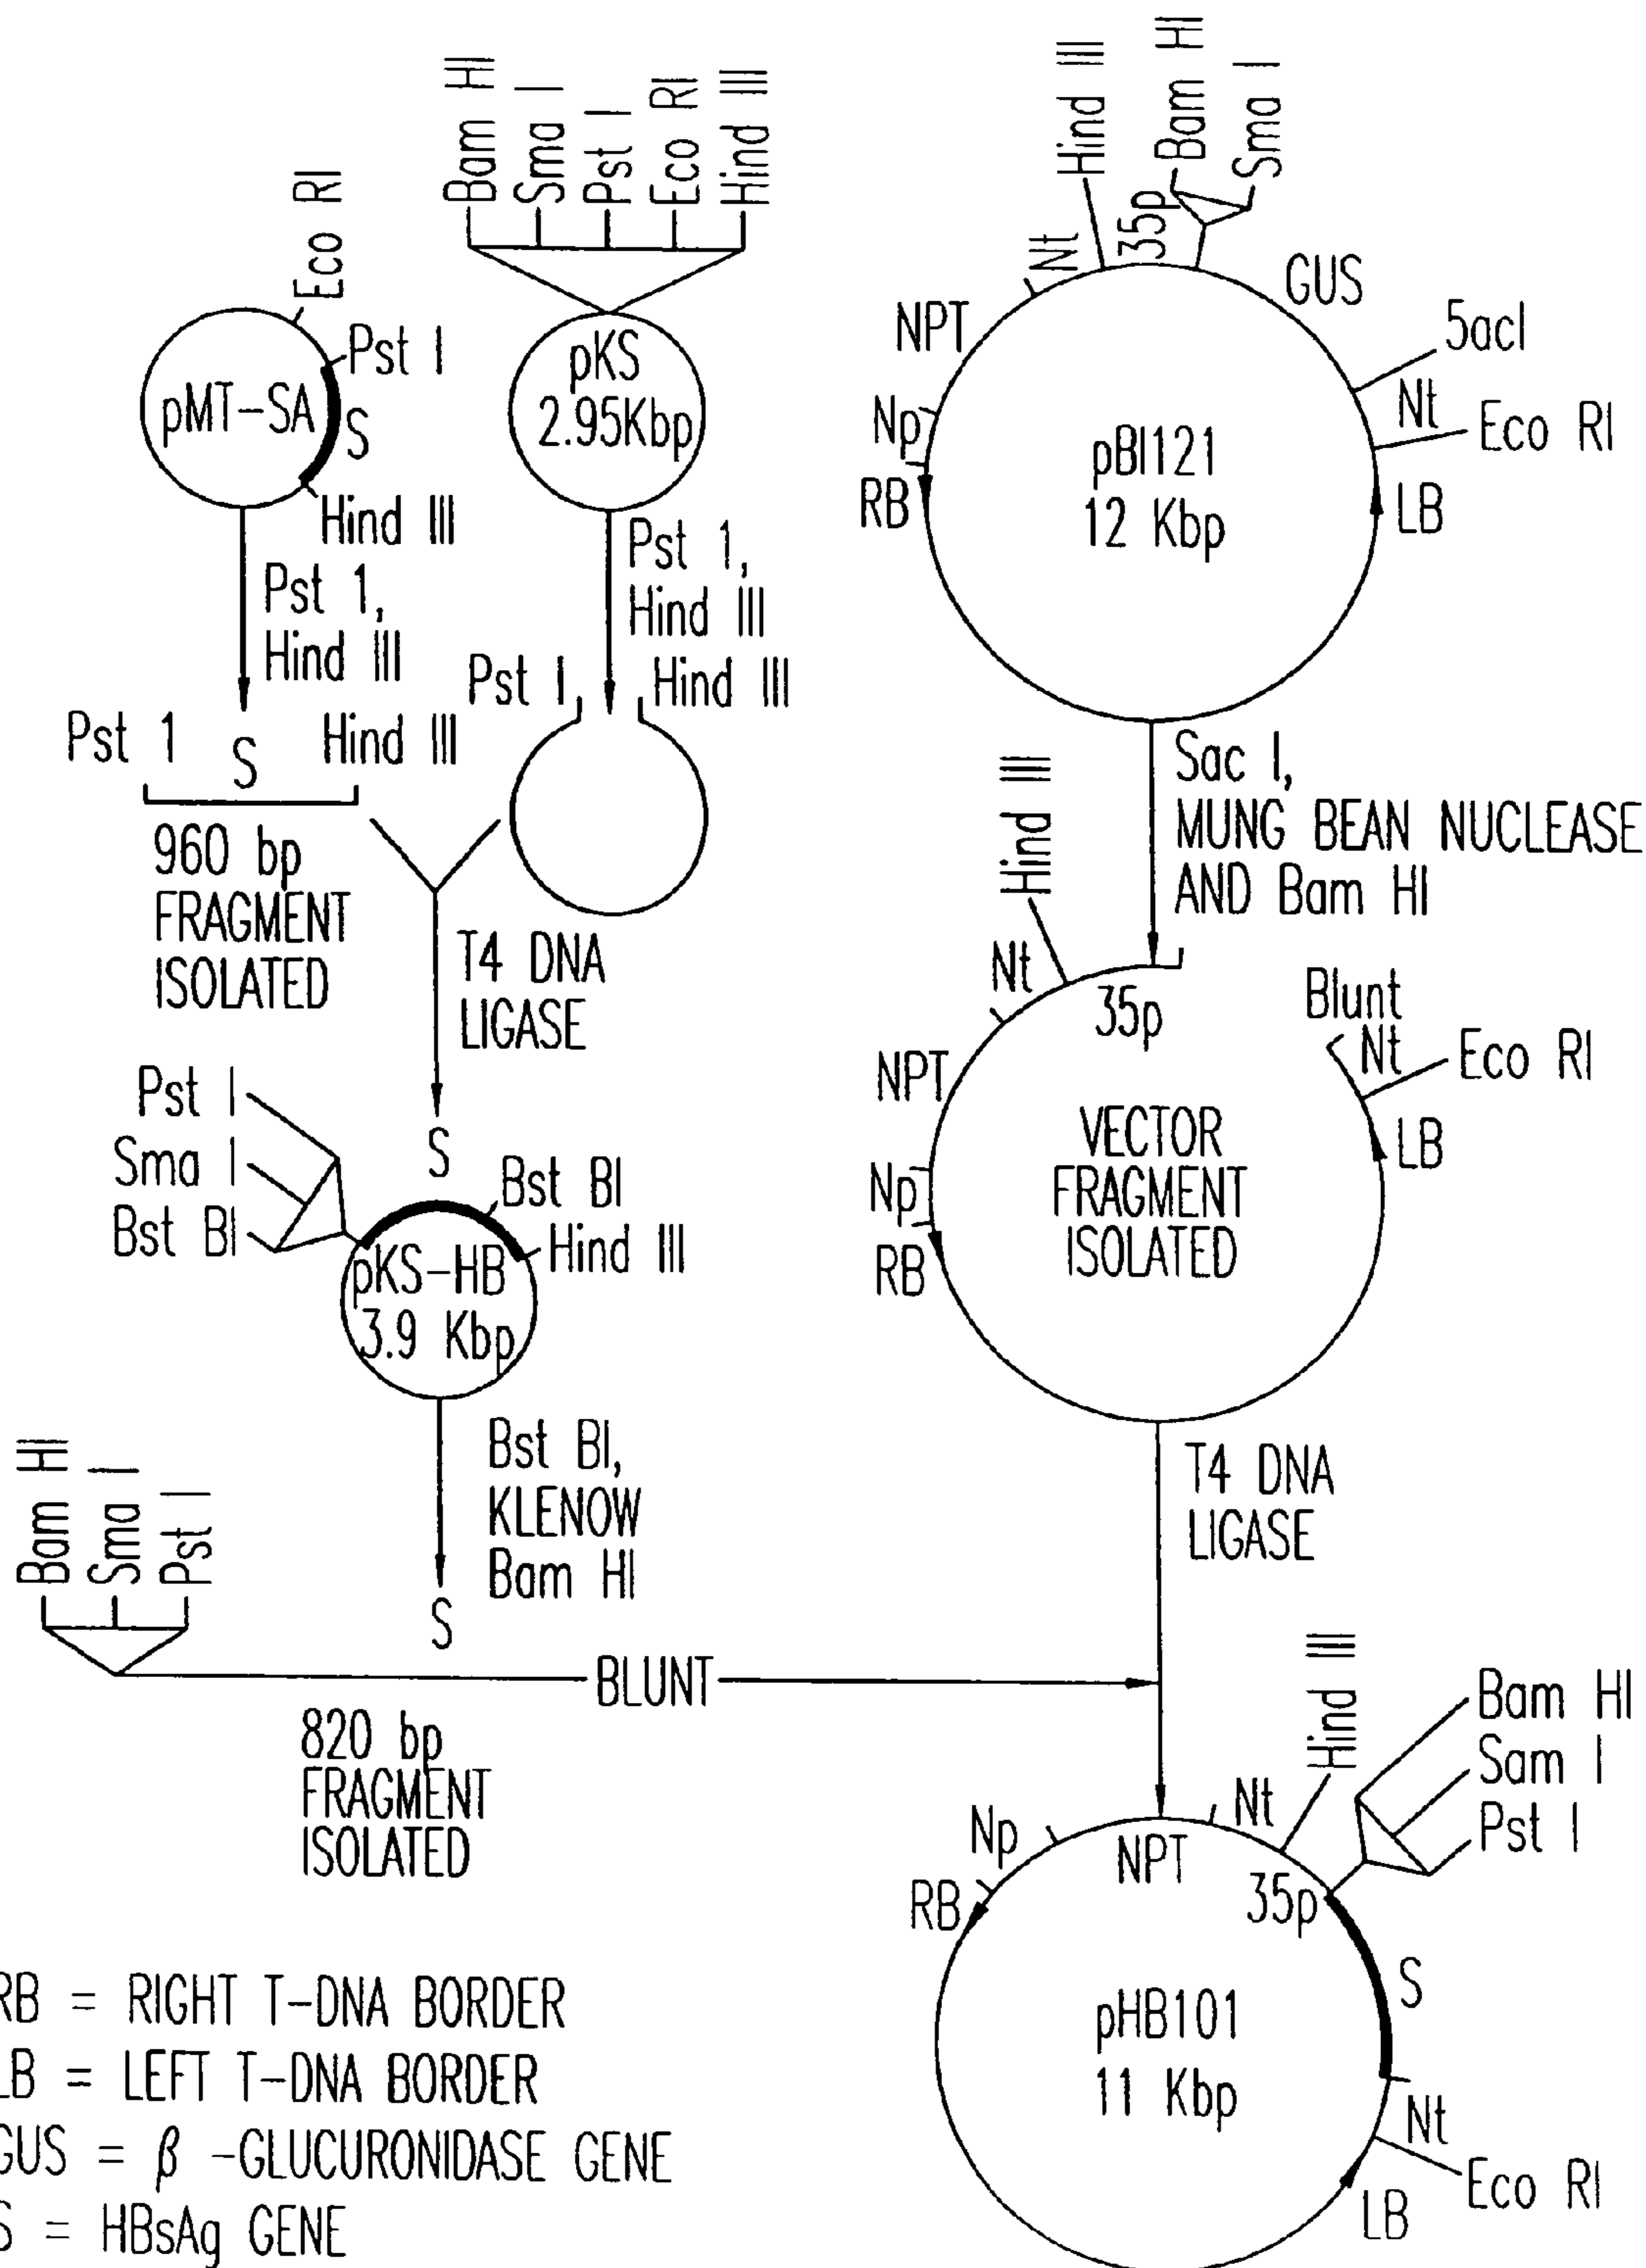 Eco RI
Pst I
pMT-SA
S
Hind III
Pst 1,
Hind III
Pst 1
S
Hind III
960 bp
FRAGMENT
ISOLATED
Bam HI
Sma I
Pst I
Eco RI
Hind III
pKS
2.95Kbp
Pst 1,
Hind III
Pst I
Hind III
T4 DNA
LIGASE
S
Pst I
Sma I
Bst BI
Bst BI
Hind III
pKS-HB
3.9 Kbp
Bst BI,
KLENOW
Bam HI
S
Bam HI
Sma I
Pst I
BLUNT
820 bp
FRAGMENT
ISOLATED
Hind III
Bam HI
Sma I
35p
Nt
NPT
Np
RB
GUS
5acI
Nt
Eco RI
LB
pBI121
12 Kbp
Sac I,
MUNG BEAN NUCLEASE
AND Bam HI
Hind III
Nt
35p
Blunt
Nt
Eco RI
NPT
LB
Np
RB
VECTOR
FRAGMENT
ISOLATED
T4 DNA
LIGASE
Hind III
Bam HI
Sam I
Pst I
Nt
Np
NPT
35p
RB
S
pHB101
11 Kbp
Nt
Eco RI
LB
RB = RIGHT T-DNA BORDER
LB = LEFT T-DNA BORDER
GUS = β -GLUCURONIDASE GENE
S = HBsAg GENE